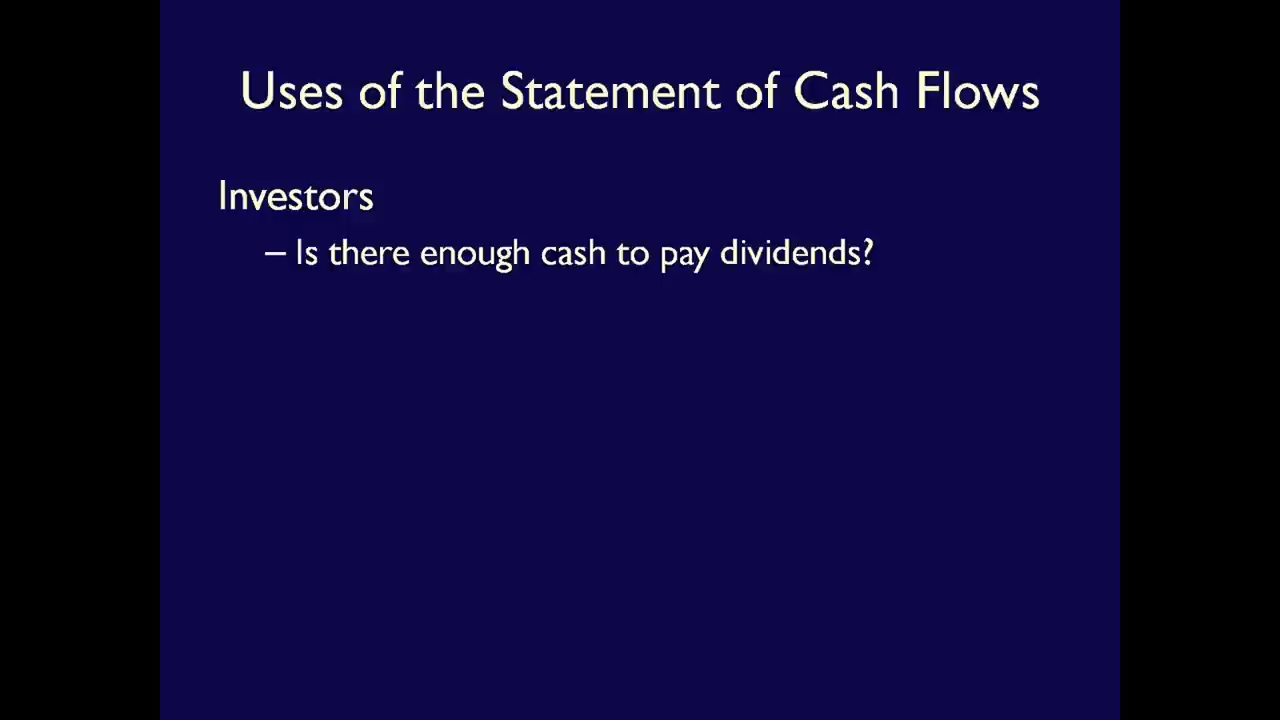 Uses of the Statement of Cash Flows
Investors
– Is there enough cash to pay dividends?